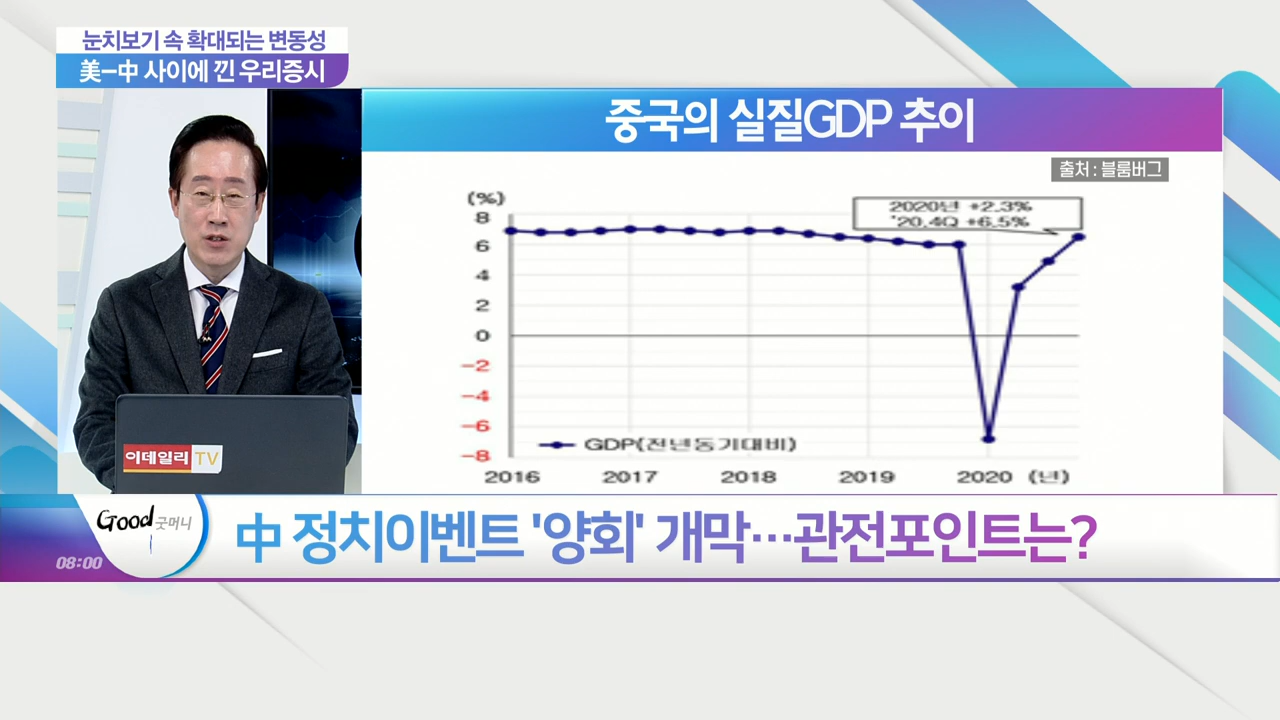 눈치보기 속 확대되는 변동성
美-中 사이에 낀 우리증시
중국의 실질GDP 추이
출처 : 블룸버그
(%)
2020년 +2.3%
'20.4Q +6.5%
8
6
4
2
0
-2
-4
-6
-8
GDP(전년동기대비)
2016 2017 2018 2019 2020 (년)
이데일리 TV
Good 굿머니
08:00
中 정치이벤트 '양회' 개막…관전포인트는?